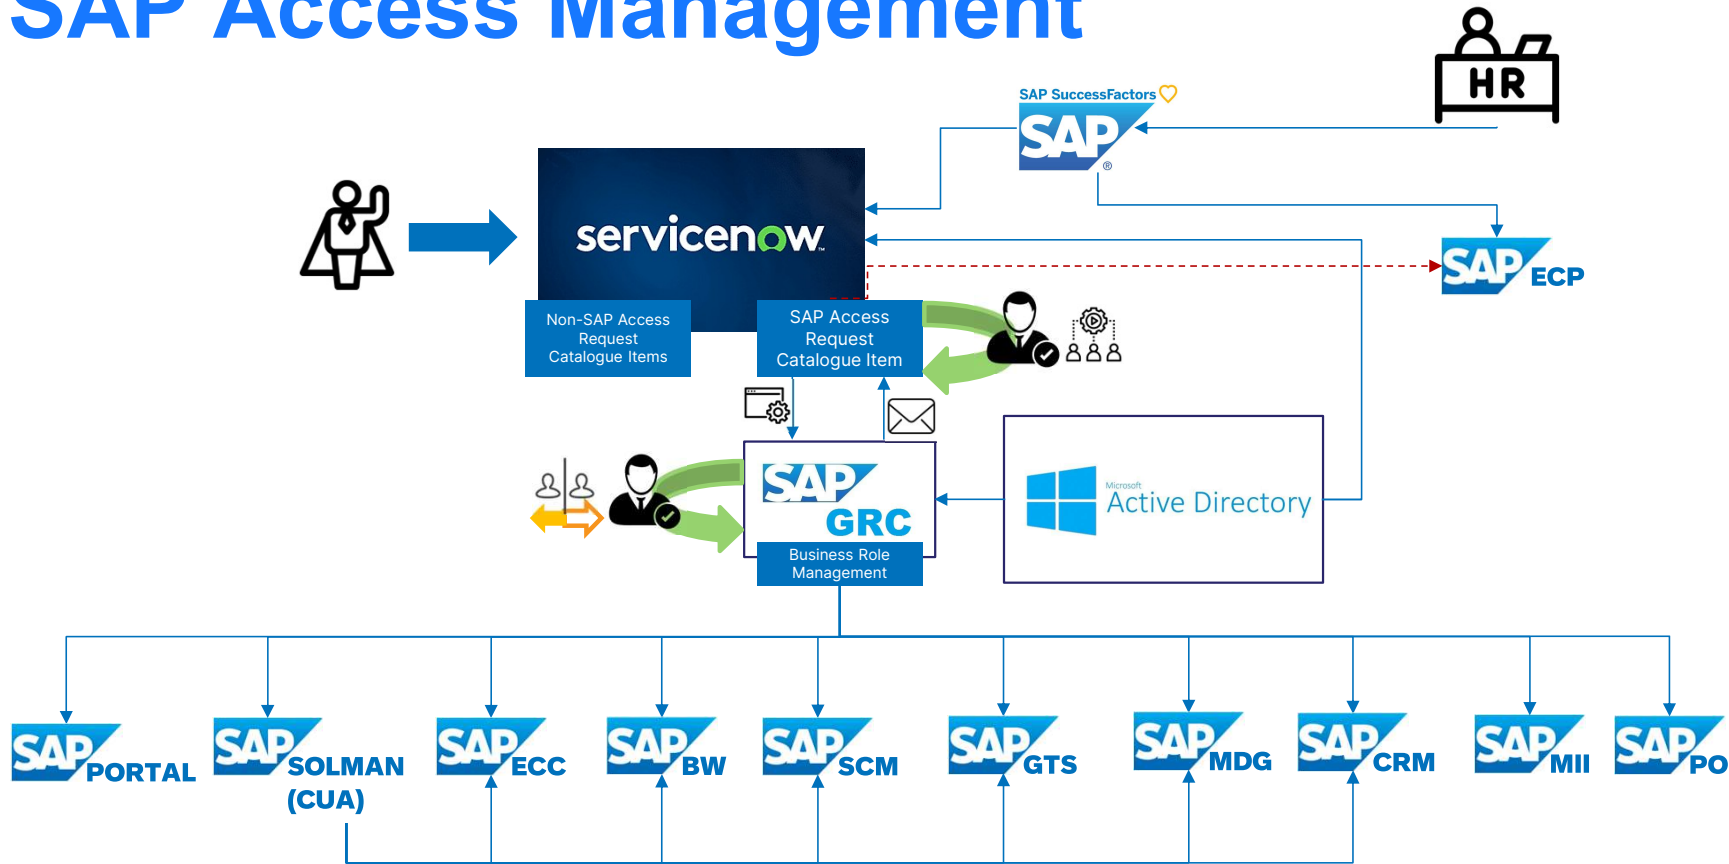 SAP Access Management
HR
SAP SuccessFactors
SAP
®
servicenow™
SAP ECP
Non-SAP Access
Request
Catalogue Items
SAP Access
Request
Catalogue Item
SAP
GRC
Business Role
Management
Microsoft
Active Directory
SAP PORTAL
SAP SOLMAN
(CUA)
SAP ECC
SAP BW
SAP SCM
SAP GTS
SAP MDG
SAP CRM
SAP MII
SAP PO